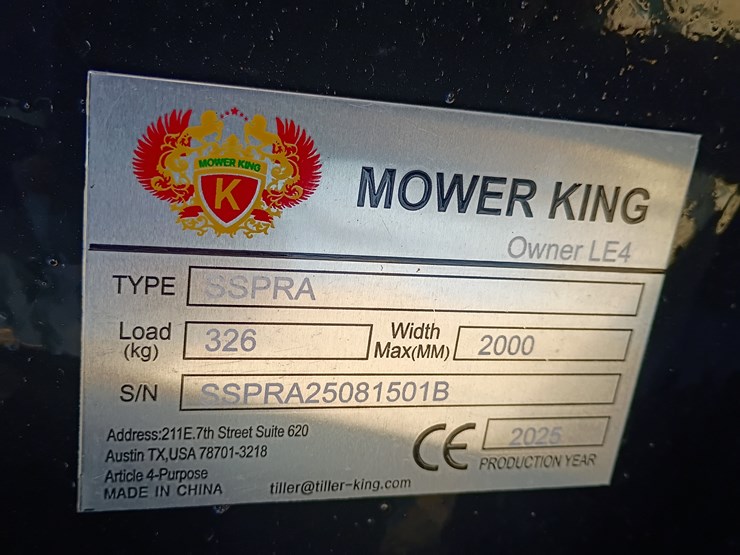 MOWER KING
K
MOWER KING
Owner LE4
TYPE SSPRA
Load (kg) 326 Width Max(MM) 2000
S/N SSPRA25081501B
Address:211E.7th Street Suite 620
Austin TX,USA 78701-3218
Article 4-Purpose
MADE IN CHINA
tiller@tiller-king.com
CE
2025
PRODUCTION YEAR